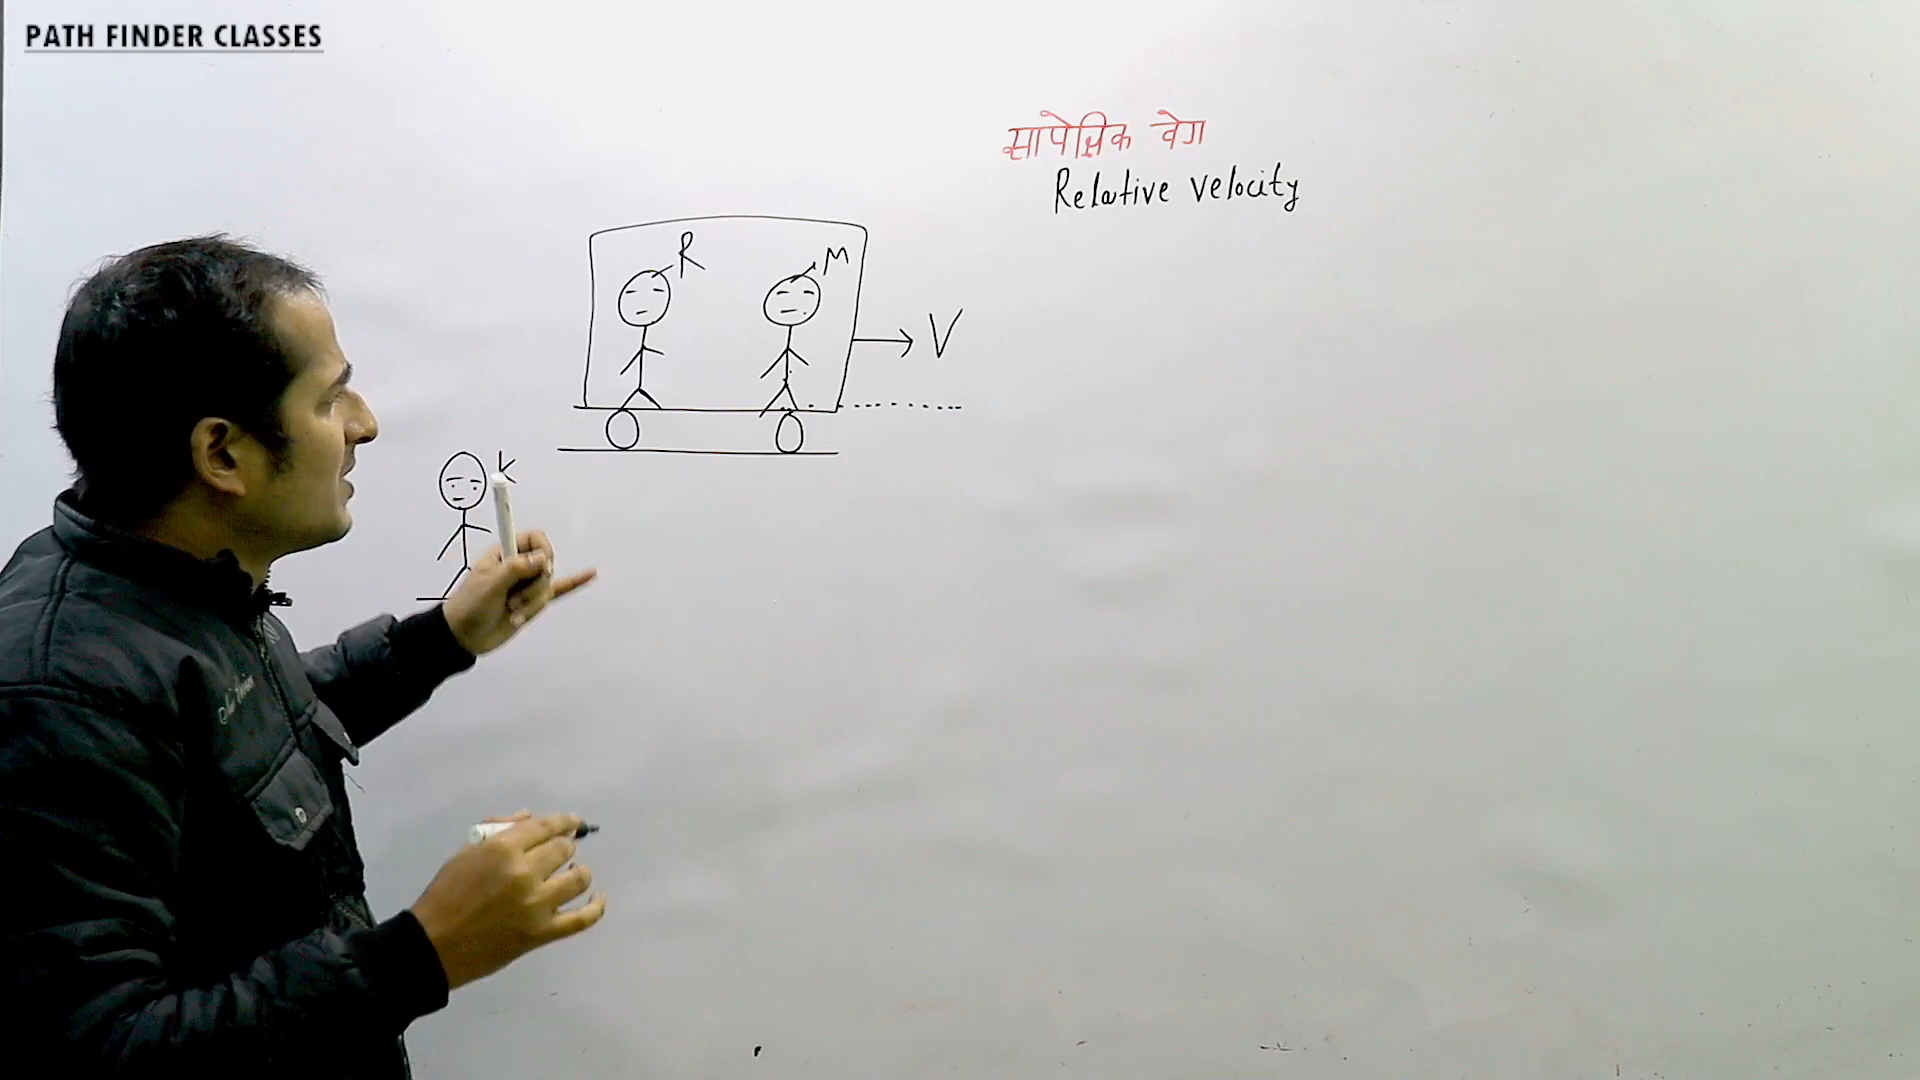 PATH FINDER CLASSES
सापेक्षिक वेग
Relative velocity
R
M
V
K